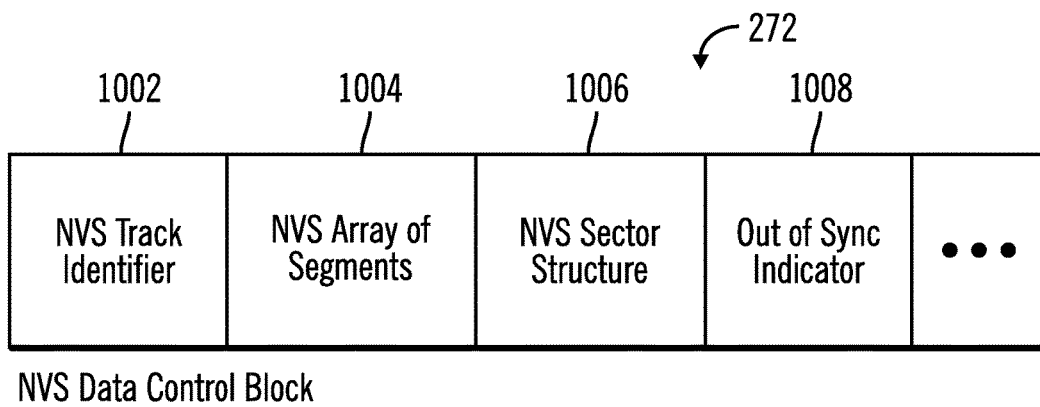 272
1002
1004
1006
1008
NVS Track
Identifier
NVS Array of
Segments
NVS Sector
Structure
Out of Sync
Indicator
•••
NVS Data Control Block